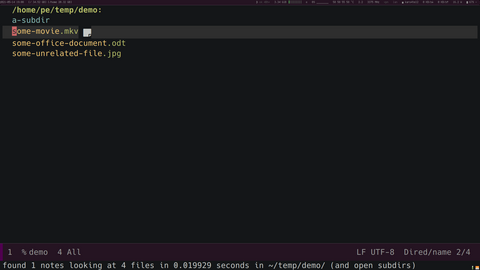 /home/pe/temp/demo:
a-subdir
some-movie.mkv
some-office-document.odt
some-unrelated-file.jpg
1 %demo 4 All LF UTF-8 Dired/name 2/4
found 1 notes looking at 4 files in 0.019929 seconds in ~/temp/demo/ (and open subdirs)